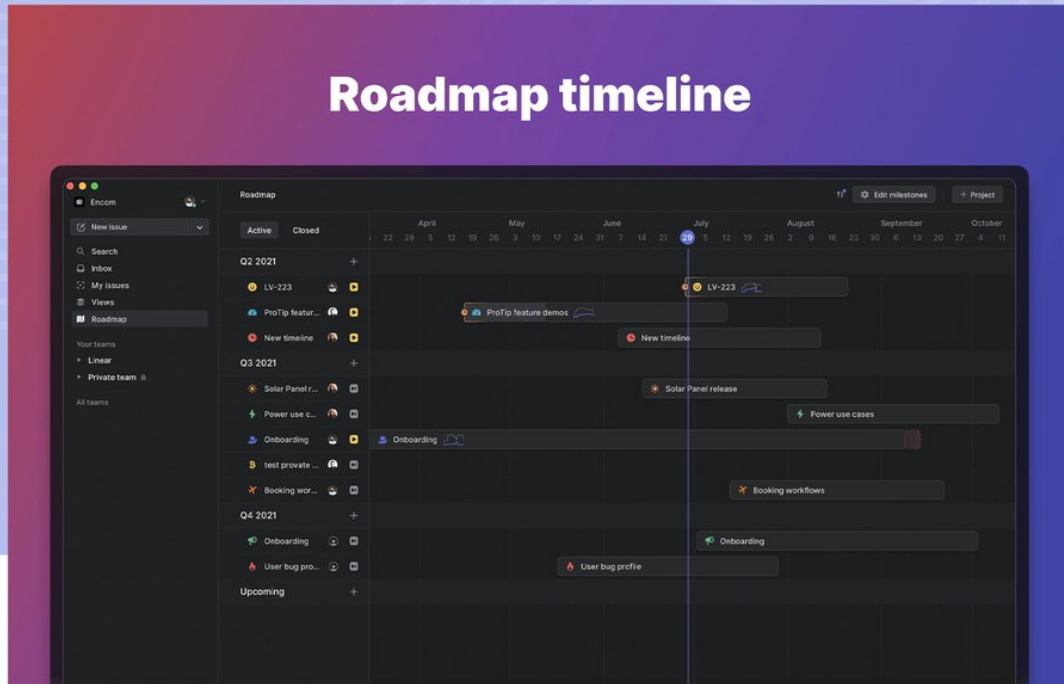 Roadmap timeline
Encom
New issue
Search
Inbox
My issues
Views
Roadmap
Your teams
Linear
Private team
All teams
Roadmap
Edit milestones
+ Project
Active Closed
April May June July August September October
22 29 5 12 19 26 3 10 17 24 31 7 14 21 29 5 12 19 26 2 9 16 23 30 6 13 20 27 4 11
Q2 2021 +
LV-223
LV-223
ProTip featur...
ProTip feature demos
New timeline
New timeline
Q3 2021 +
Solar Panel r...
Solar Panel release
Power use c...
Power use cases
Onboarding
Onboarding
test provate ...
Booking wor...
Booking workflows
Q4 2021 +
Onboarding
Onboarding
User bug pro...
User bug profile
Upcoming +